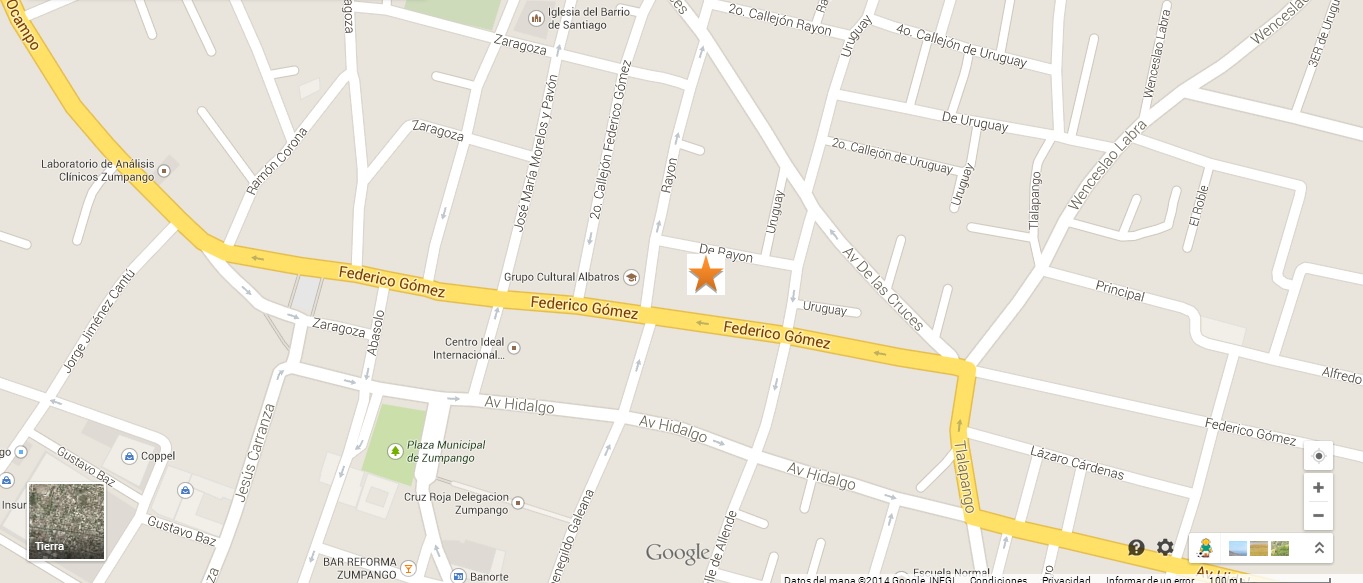 Ocampo
Zaragoza
Iglesia del Barrio
de Santiago
Zaragoza
2o. Callejón Rayon
Uruguay
4o. Callejón de Uruguay
Wenceslao Labra
Wenceslao
Laboratorio de Análisis
Clínicos Zumpango
Ramón Corona
Zaragoza
José María Morelos y Pavón
2o. Callejón Federico Gómez
Rayon
Uruguay
De Uruguay
2o. Callejón de Uruguay
Uruguay
Tlalapango
Wenceslao Labra
El Roble
De Rayon
Grupo Cultural Albatros
Federico Gómez
Federico Gómez
Federico Gómez
Uruguay
Av De las Cruces
Principal
Alfredo
Jorge Jiménez Cantú
Zaragoza
Abasolo
Centro Ideal
Internacional...
Av Hidalgo
Av Hidalgo
Av Hidalgo
Federico Gómez
Lázaro Cárdenas
Tlalapango
Plaza Municipal
de Zumpango
Coppel
Gustavo Baz
Gustavo Baz
Jesús Carranza
Cruz Roja Delegacion
Zumpango
BAR REFORMA
ZUMPANGO
Banorte
Google
Tierra
Datos del mapa ©2014 Google, INEGI
Condiciones
Privacidad
Informar de un error
100 m